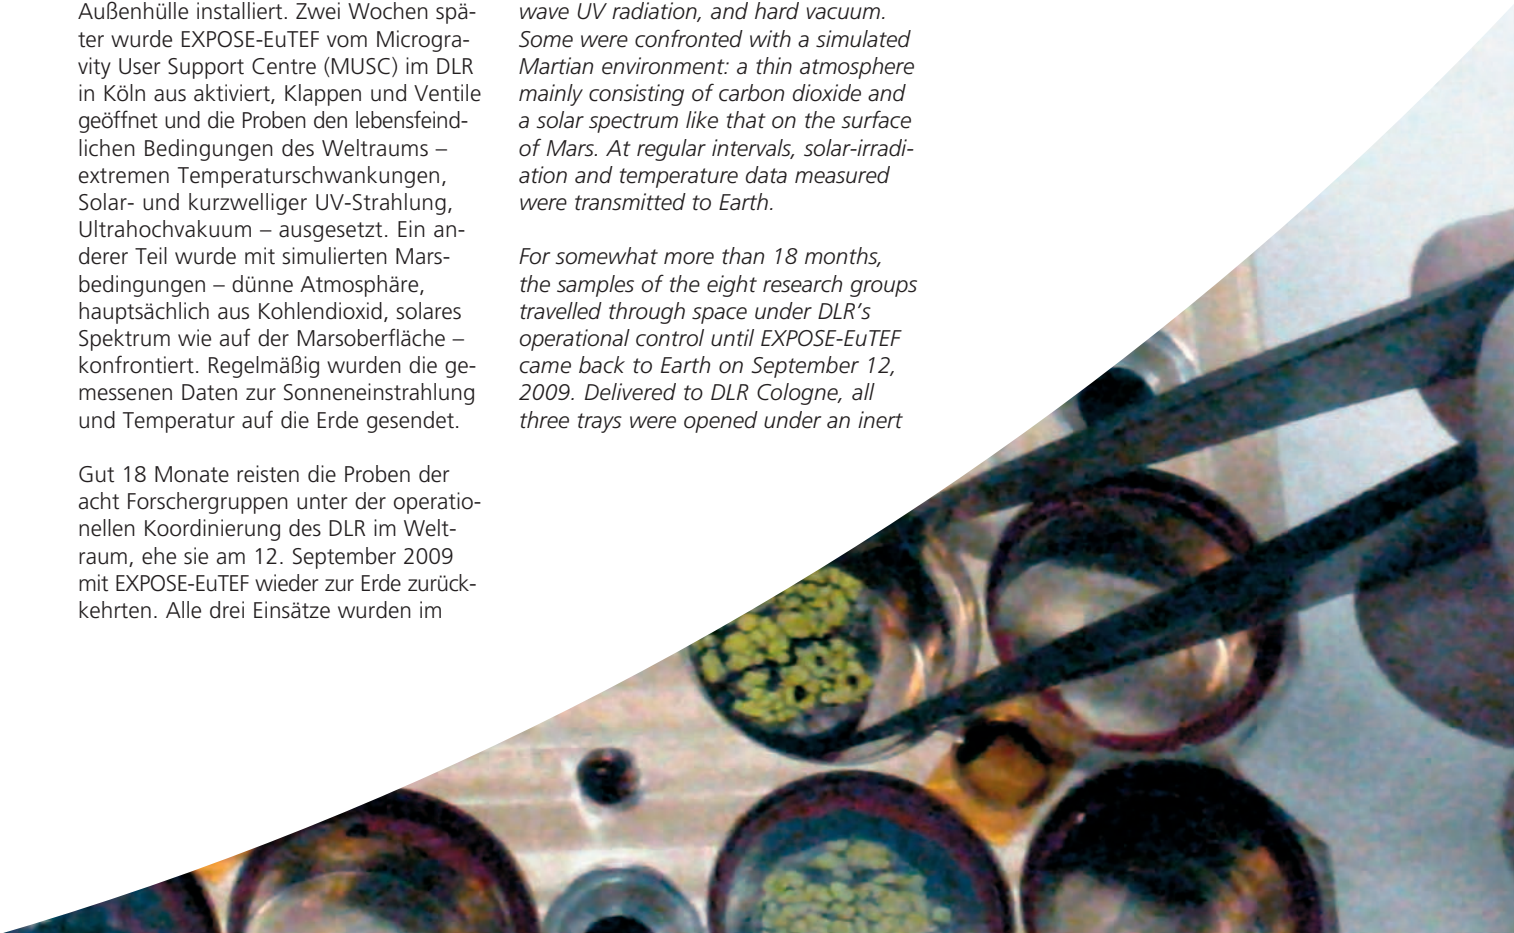 Außenhülle installiert. Zwei Wochen spä-
ter wurde EXPOSE-EuTEF vom Microgra-
vity User Support Centre (MUSC) im DLR
in Köln aus aktiviert, Klappen und Ventile
geöffnet und die Proben den lebensfeind-
lichen Bedingungen des Weltraums –
extremen Temperaturschwankungen,
Solar- und kurzwelliger UV-Strahlung,
Ultrahochvakuum – ausgesetzt. Ein an-
derer Teil wurde mit simulierten Mars-
bedingungen – dünne Atmosphäre,
hauptsächlich aus Kohlendioxid, solares
Spektrum wie auf der Marsoberfläche –
konfrontiert. Regelmäßig wurden die ge-
messenen Daten zur Sonneneinstrahlung
und Temperatur auf die Erde gesendet.
Gut 18 Monate reisten die Proben der
acht Forschergruppen unter der operatio-
nellen Koordinierung des DLR im Welt-
raum, ehe sie am 12. September 2009
mit EXPOSE-EuTEF wieder zur Erde zurück-
kehrten. Alle drei Einsätze wurden im
wave UV radiation, and hard vacuum.
Some were confronted with a simulated
Martian environment: a thin atmosphere
mainly consisting of carbon dioxide and
a solar spectrum like that on the surface
of Mars. At regular intervals, solar-irradi-
ation and temperature data measured
were transmitted to Earth.
For somewhat more than 18 months,
the samples of the eight research groups
travelled through space under DLR's
operational control until EXPOSE-EuTEF
came back to Earth on September 12,
2009. Delivered to DLR Cologne, all
three trays were opened under an inert